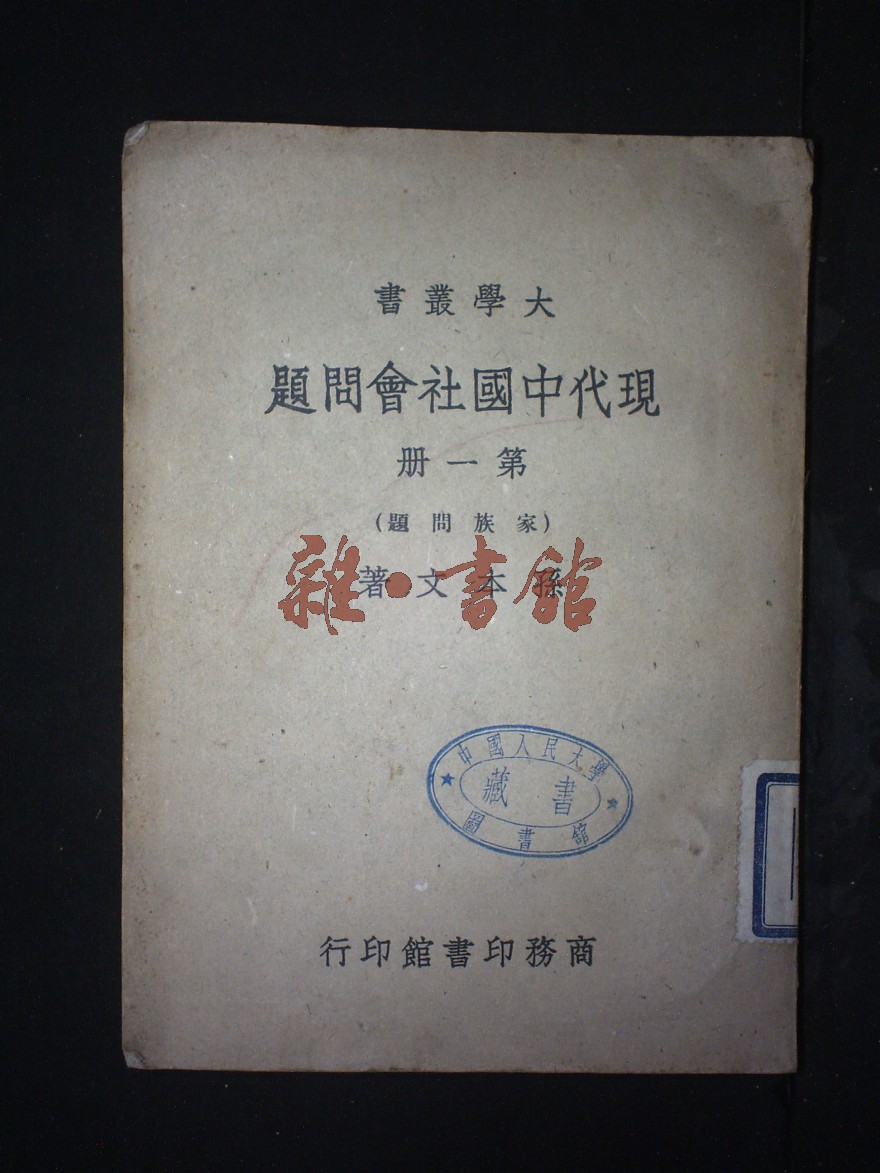 大學叢書
現代中國社會問題
第一册
(家族問題)
孫本文著
雜·書館
中國人民大學
藏書
圖書館
商務印書館印行